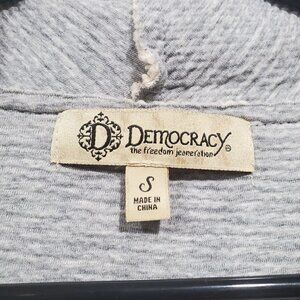 D DEMOCRACY®
the freedom jeaneration
S
MADE IN
CHINA